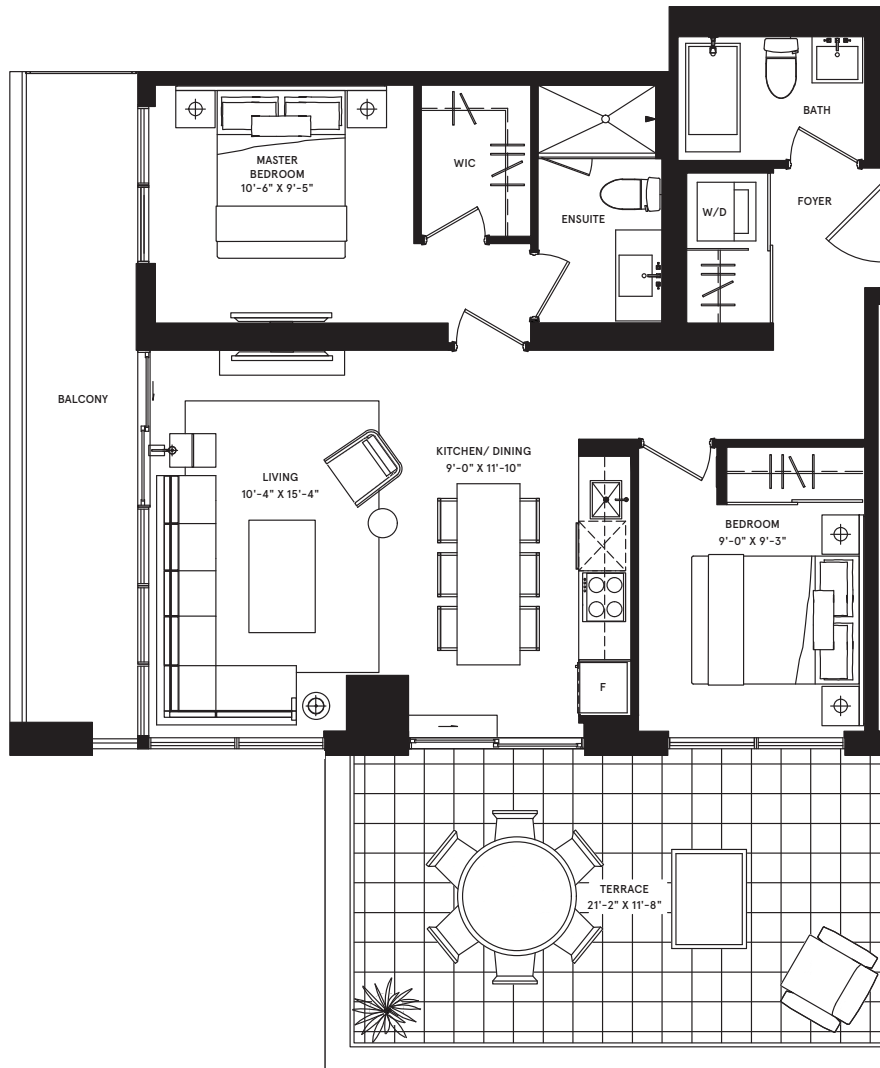 BATH
MASTER
BEDROOM
10'-6" X 9'-5"
WIC
ENSUITE
W/D
FOYER
BALCONY
LIVING
10'-4" X 15'-4"
KITCHEN/ DINING
9'-0" X 11'-10"
BEDROOM
9'-0" X 9'-3"
F
TERRACE
21'-2" X 11'-8"